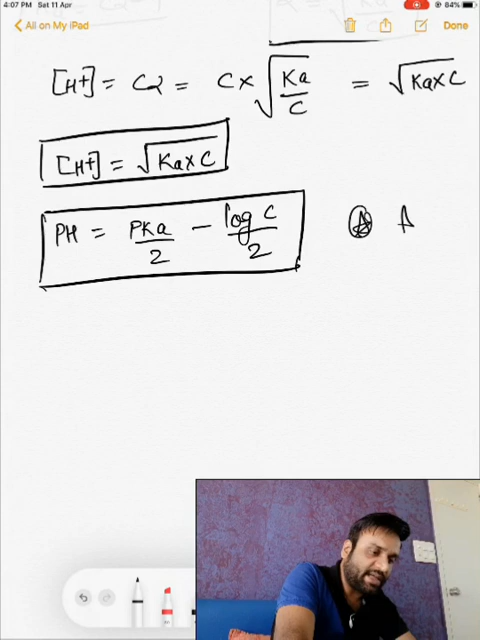 4:07 PM Sat 11 Apr 84%
All on My iPad Done
[H+] = Cα = C× √Ka/C = √Ka×C
[H+] = √Ka×C
PH = PKa/2 - log C/2 A